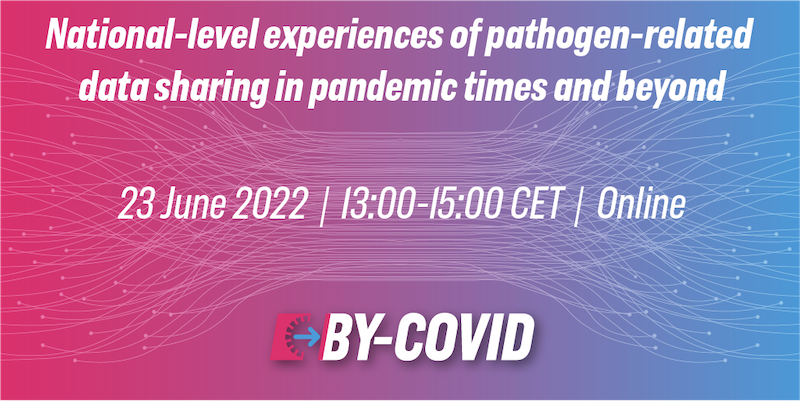 National-level experiences of pathogen-related
data sharing in pandemic times and beyond
23 June 2022 | 13:00-15:00 CET | Online
BY-COVID